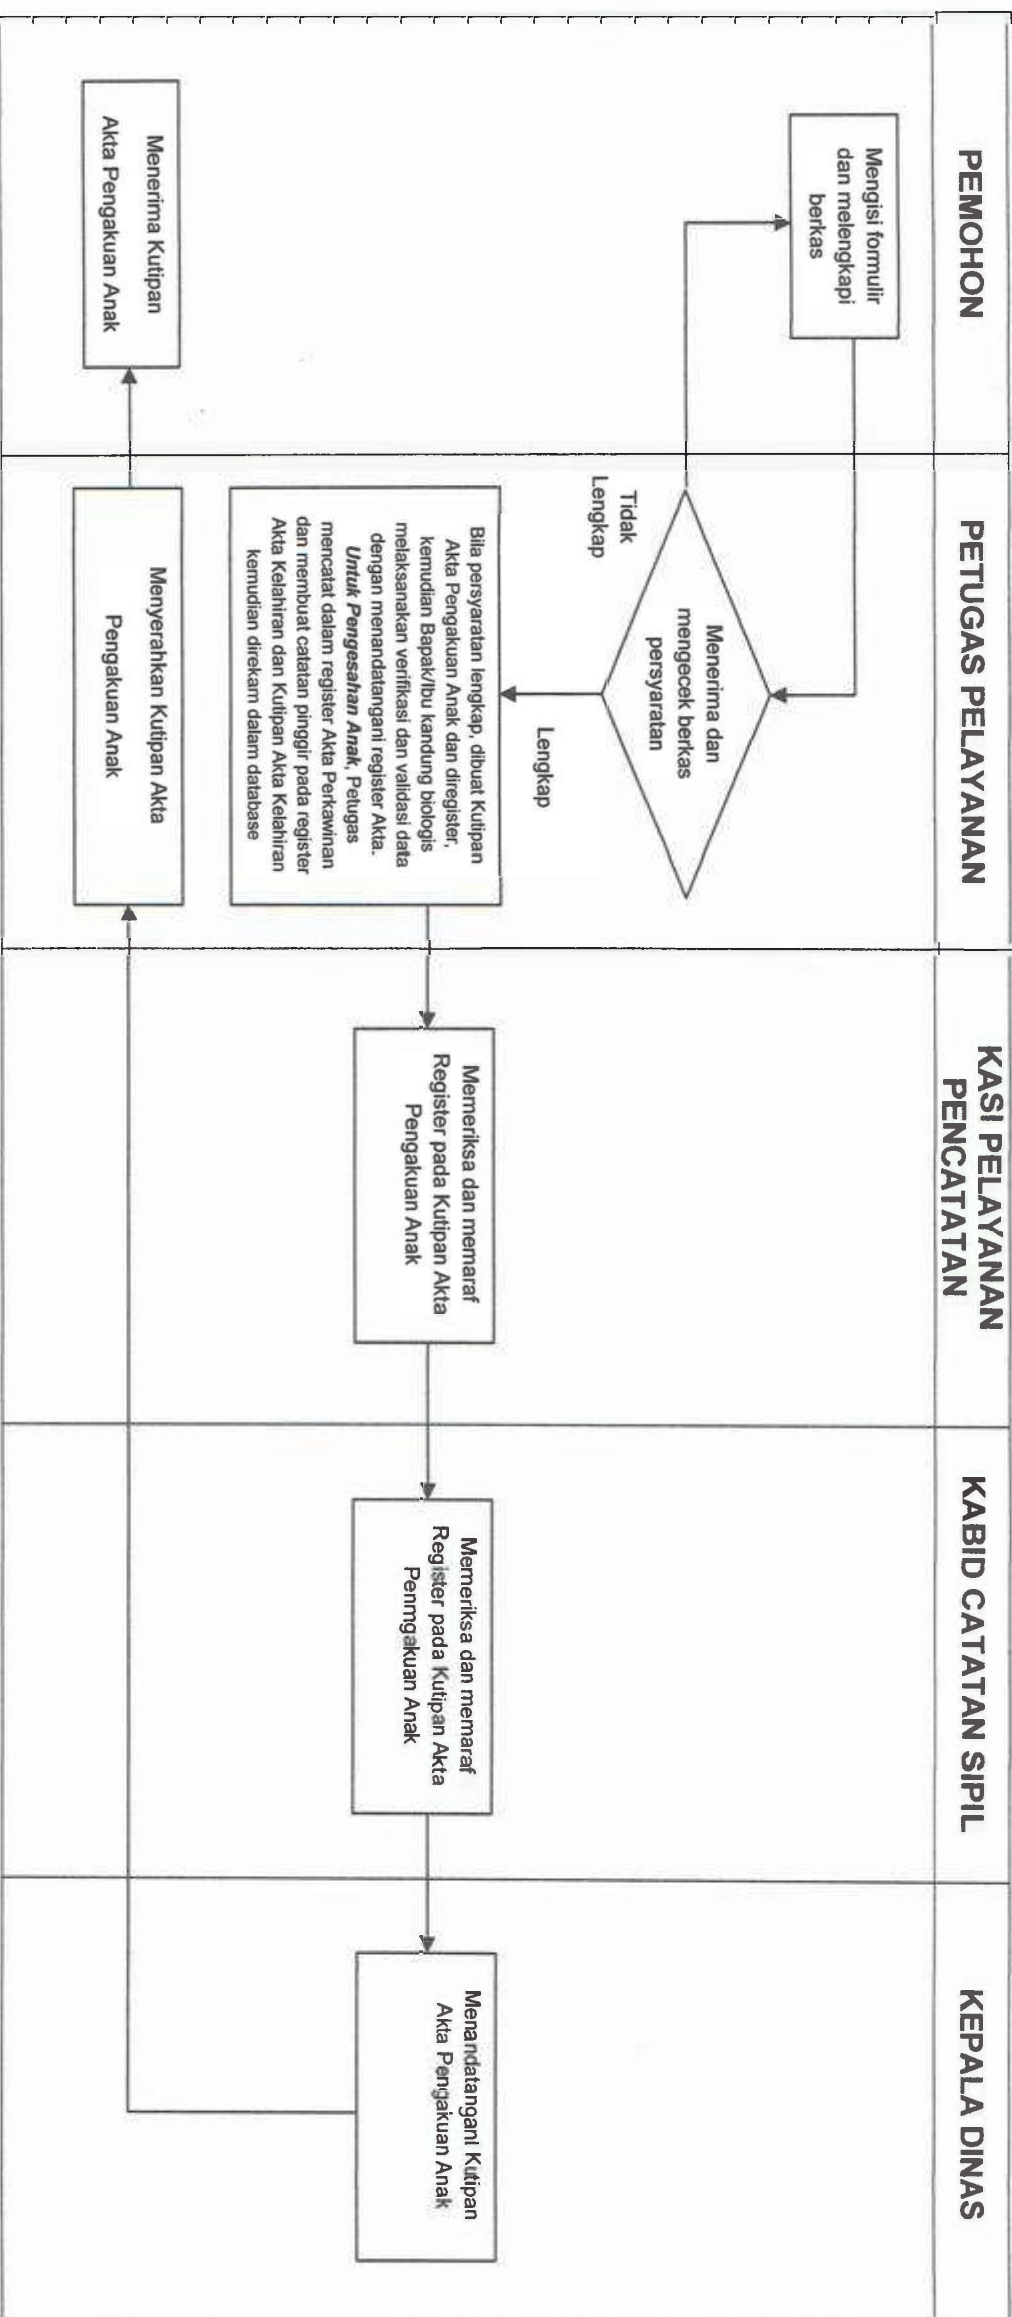 PEMOHON
PETUGAS PELAYANAN
KASI PELAYANAN
PENCATATAN
KABID CATATAN SIPIL
KEPALA DINAS
Mengisi formulir
dan melengkapi
berkas
Menerima dan
mengecek berkas
persyaratan
Tidak
Lengkap
Lengkap
Bila persyaratan lengkap, dibuat Kutipan
Akta Pengakuan Anak dan diregister,
kemudian Bapak/Ibu kandung biologis
melaksanakan verifikasi dan validasi data
dengan menandatangani register Akta.
Untuk Pengesahan Anak, Petugas
mencatat dalam register Akta Perkawinan
dan membuat catatan pinggir pada register
Akta Kelahiran dan Kutipan Akta Kelahiran
kemudian direkam dalam database
Memeriksa dan memaraf
Register pada Kutipan Akta
Pengakuan Anak
Memeriksa dan memaraf
Register pada Kutipan Akta
Penmgakuan Anak
Menandatangani Kutipan
Akta Pengakuan Anak
Menyerahkan Kutipan Akta
Pengakuan Anak
Menerima Kutipan
Akta Pengakuan Anak